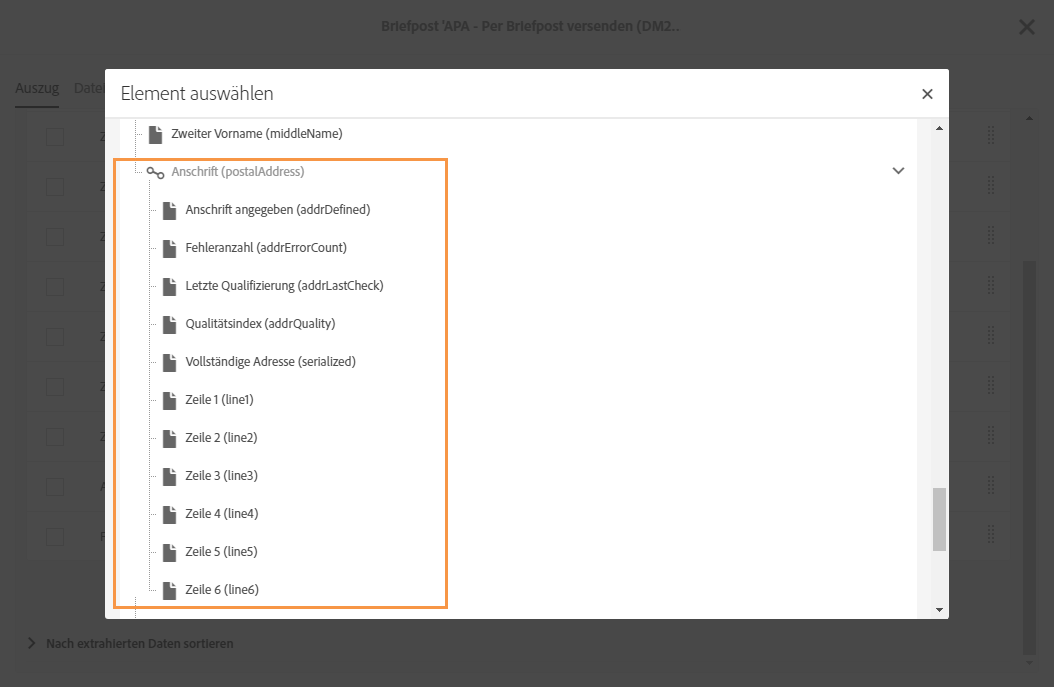 Briefpost 'APA - Per Briefpost versenden (DM2..
Auszug
Element auswählen
Zweiter Vorname (middleName)
Anschrift (postalAddress)
Anschrift angegeben (addrDefined)
Fehleranzahl (addrErrorCount)
Letzte Qualifizierung (addrLastCheck)
Qualitätsindex (addrQuality)
Vollständige Adresse (serialized)
Zeile 1 (line1)
Zeile 2 (line2)
Zeile 3 (line3)
Zeile 4 (line4)
Zeile 5 (line5)
Zeile 6 (line6)
Nach extrahierten Daten sortieren